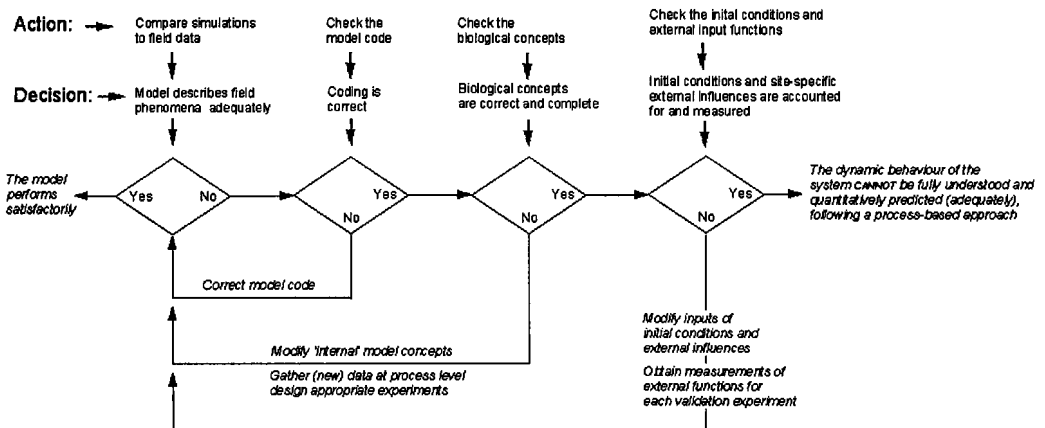 Action:
Compare simulations
to field data
Check the
model code
Check the
biological concepts
Check the inital conditions and
external input functions
Decision:
Model describes field
phenomena adequately
Coding is
correct
Biological concepts
are correct and complete
Initial conditions and site-specific
external influences are accounted
for and measured
The model
performs
satisfactorily
Yes
No
Yes
No
Yes
No
Yes
No
The dynamic behaviour of the
system CANNOT be fully understood and
quantitatively predicted (adequately),
following a process-based approach
Correct model code
Modify 'internal' model concepts
Gather (new) data at process level
design appropriate experiments
Modify inputs of
initial conditions and
external influences
Obtain measurements of
external functions for
each validation experiment